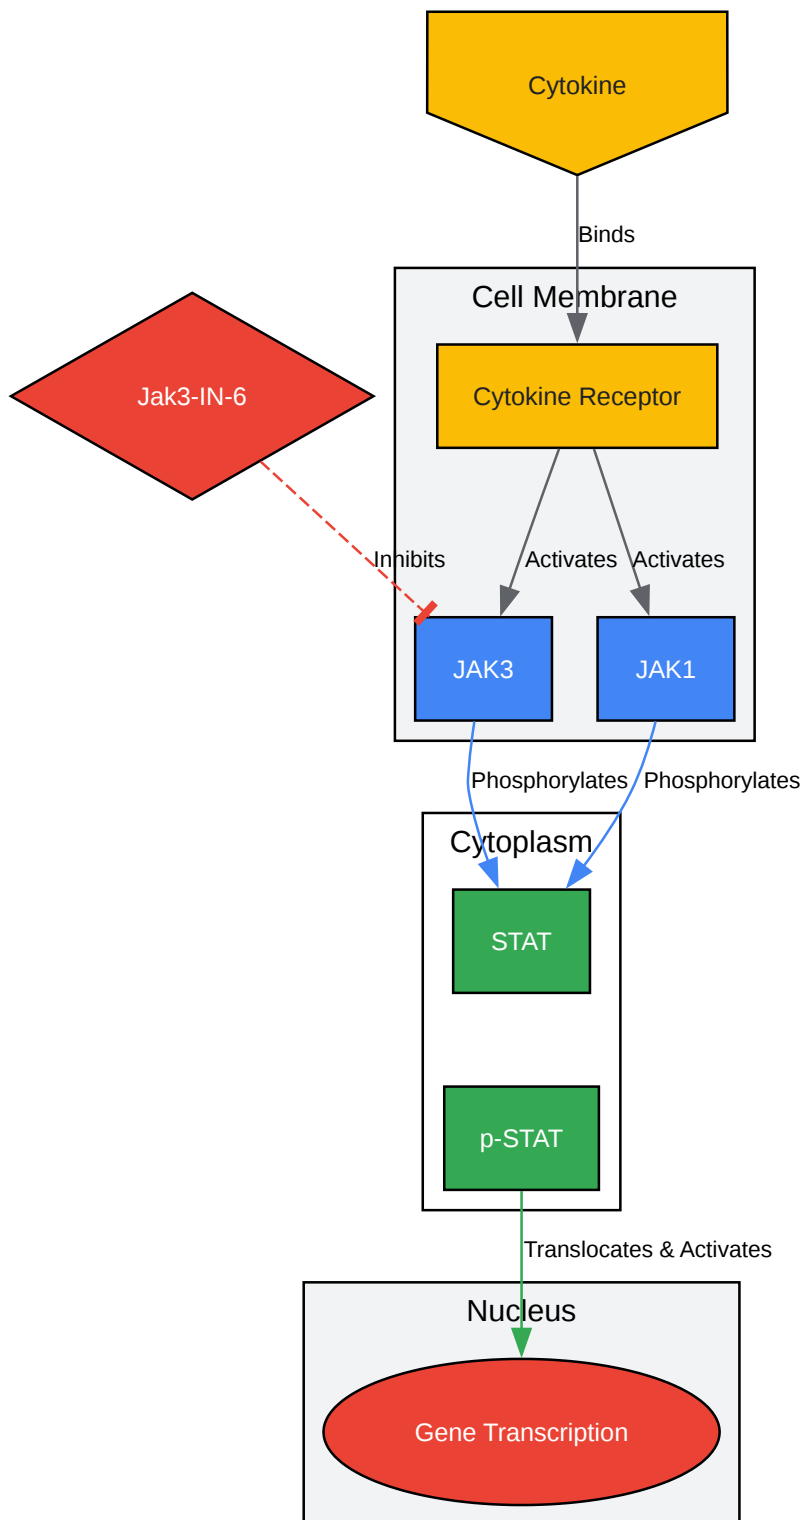 Cytokine
Binds
Cell Membrane
Jak3-IN-6
Cytokine Receptor
Inhibits
Activates
Activates
JAK3
JAK1
Phosphorylates
Phosphorylates
Cytoplasm
STAT
p-STAT
Translocates & Activates
Nucleus
Gene Transcription